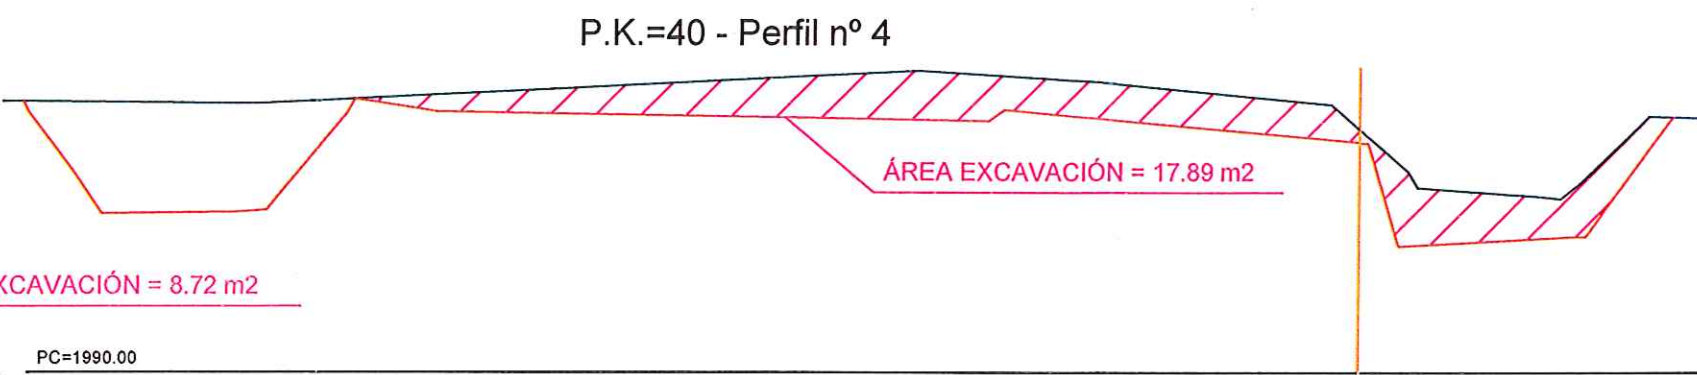 P.K.=40 - Perfil nº 4
ÁREA EXCAVACIÓN = 17.89 m2
XCAVACIÓN = 8.72 m2
PC=1990.00